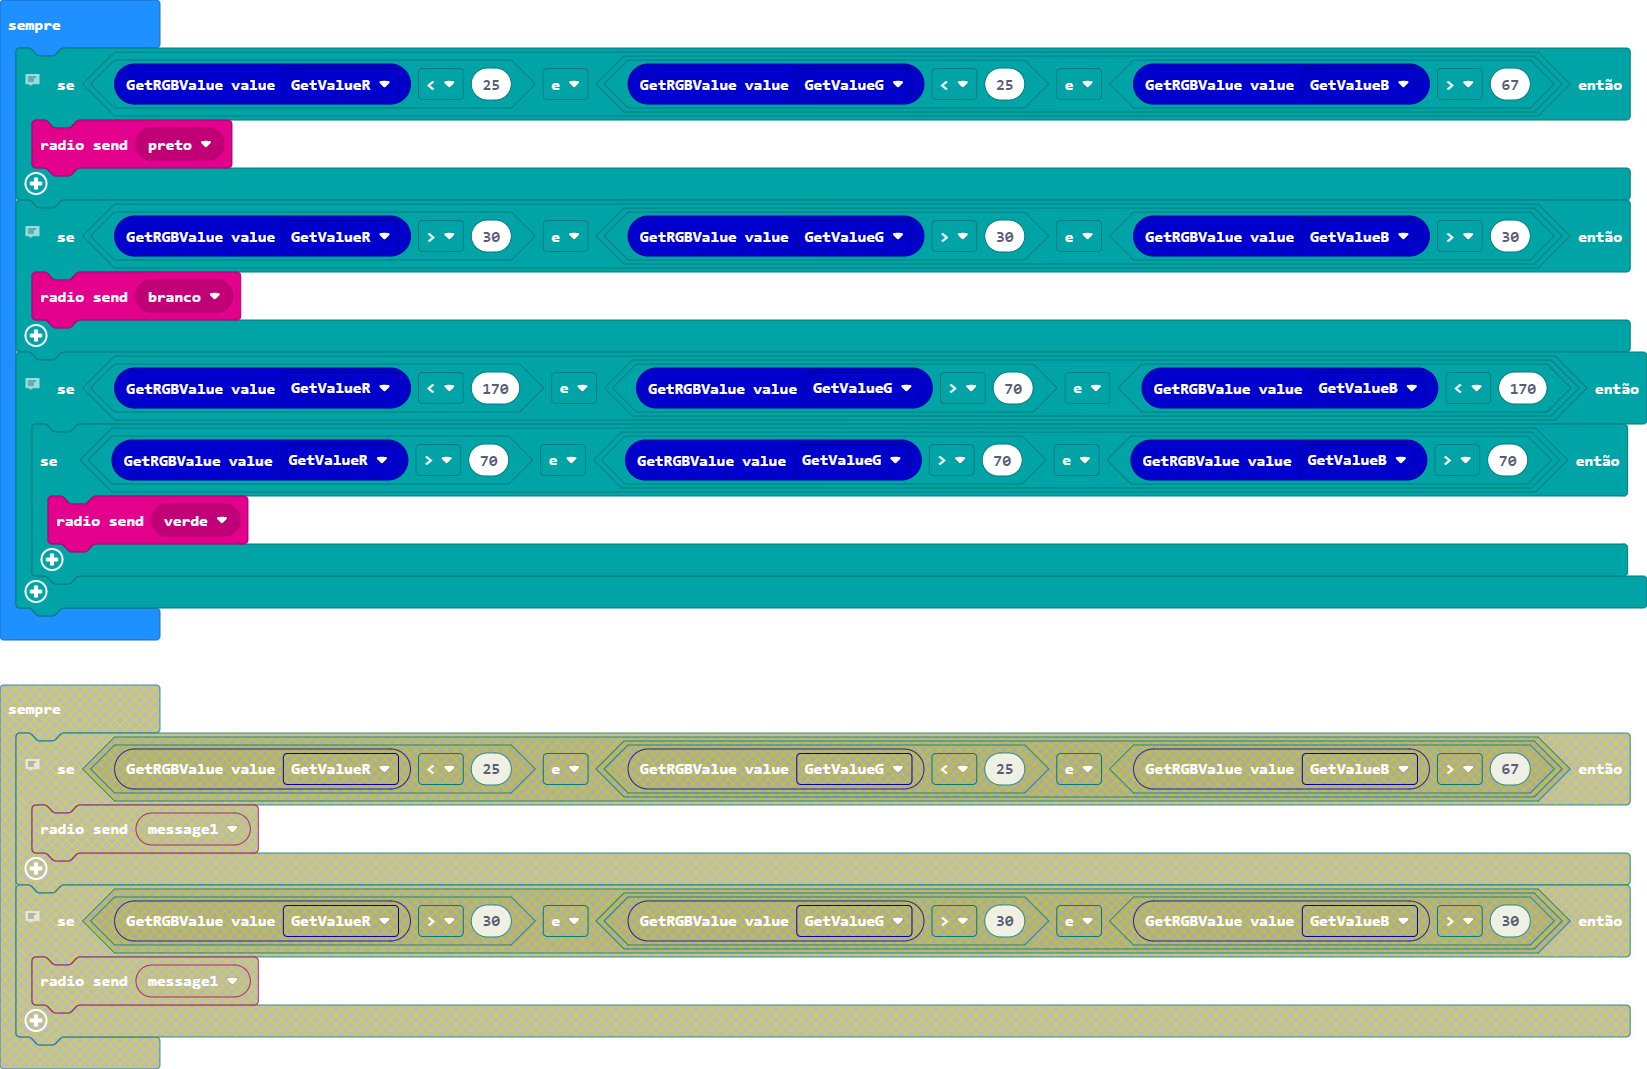 sempre
se GetRGBValue value GetValueR < 25 e GetRGBValue value GetValueG < 25 e GetRGBValue value GetValueB > 67 então
radio send preto
se GetRGBValue value GetValueR > 30 e GetRGBValue value GetValueG > 30 e GetRGBValue value GetValueB > 30 então
radio send branco
se GetRGBValue value GetValueR < 170 e GetRGBValue value GetValueG > 70 e GetRGBValue value GetValueB < 170 então
se GetRGBValue value GetValueR > 70 e GetRGBValue value GetValueG > 70 e GetRGBValue value GetValueB > 70 então
radio send verde
sempre
se GetRGBValue value GetValueR < 25 e GetRGBValue value GetValueG < 25 e GetRGBValue value GetValueB > 67 então
radio send message1
se GetRGBValue value GetValueR > 30 e GetRGBValue value GetValueG > 30 e GetRGBValue value GetValueB > 30 então
radio send message1